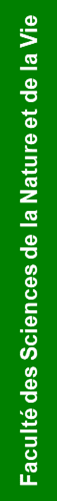 Faculté des Sciences de la Nature et de la Vie